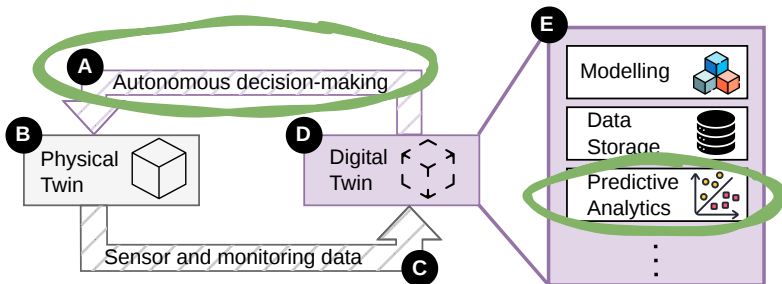 A
Autonomous decision-making
B
Physical
Twin
D
Digital
Twin
Sensor and monitoring data
C
E
Modelling
Data
Storage
Predictive
Analytics